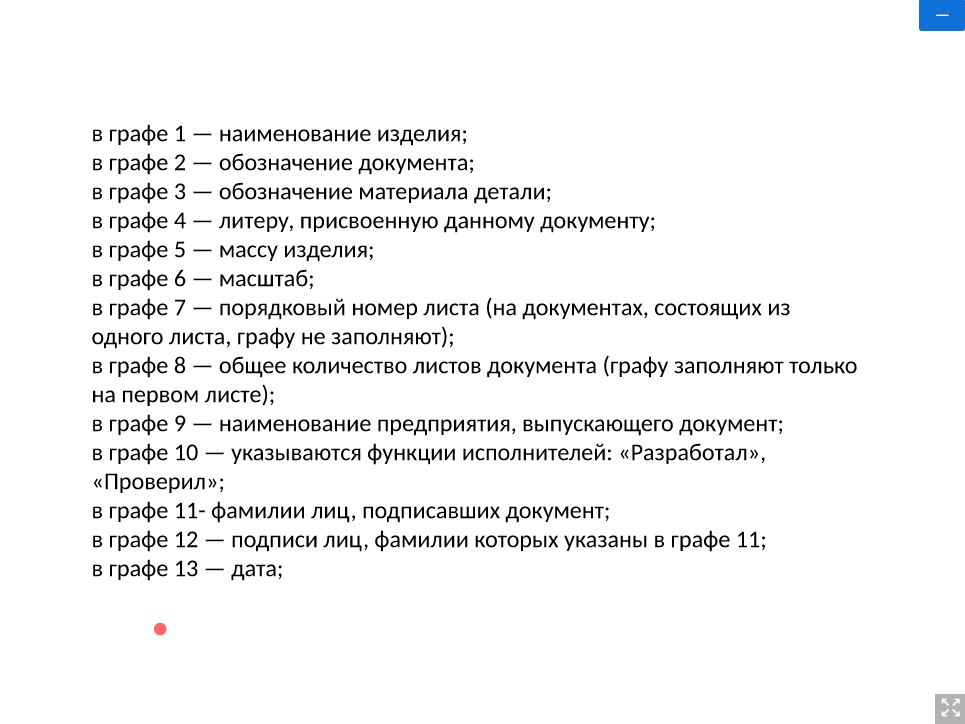 в графе 1 — наименование изделия;
в графе 2 — обозначение документа;
в графе 3 — обозначение материала детали;
в графе 4 — литеру, присвоенную данному документу;
в графе 5 — массу изделия;
в графе 6 — масштаб;
в графе 7 — порядковый номер листа (на документах, состоящих из
одного листа, графу не заполняют);
в графе 8 — общее количество листов документа (графу заполняют только
на первом листе);
в графе 9 — наименование предприятия, выпускающего документ;
в графе 10 — указываются функции исполнителей: «Разработал»,
«Проверил»;
в графе 11- фамилии лиц, подписавших документ;
в графе 12 — подписи лиц, фамилии которых указаны в графе 11;
в графе 13 — дата;